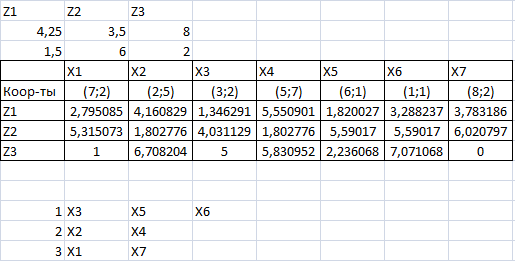 Z1 Z2 Z3
4,25 3,5 8
1,5 6 2
X1 X2 X3 X4 X5 X6 X7
Коор-ты (7;2) (2;5) (3;2) (5;7) (6;1) (1;1) (8;2)
Z1 2,795085 4,160829 1,346291 5,550901 1,820027 3,288237 3,783186
Z2 5,315073 1,802776 4,031129 1,802776 5,59017 5,59017 6,020797
Z3 1 6,708204 5 5,830952 2,236068 7,071068 0
1 X3 X5 X6
2 X2 X4
3 X1 X7